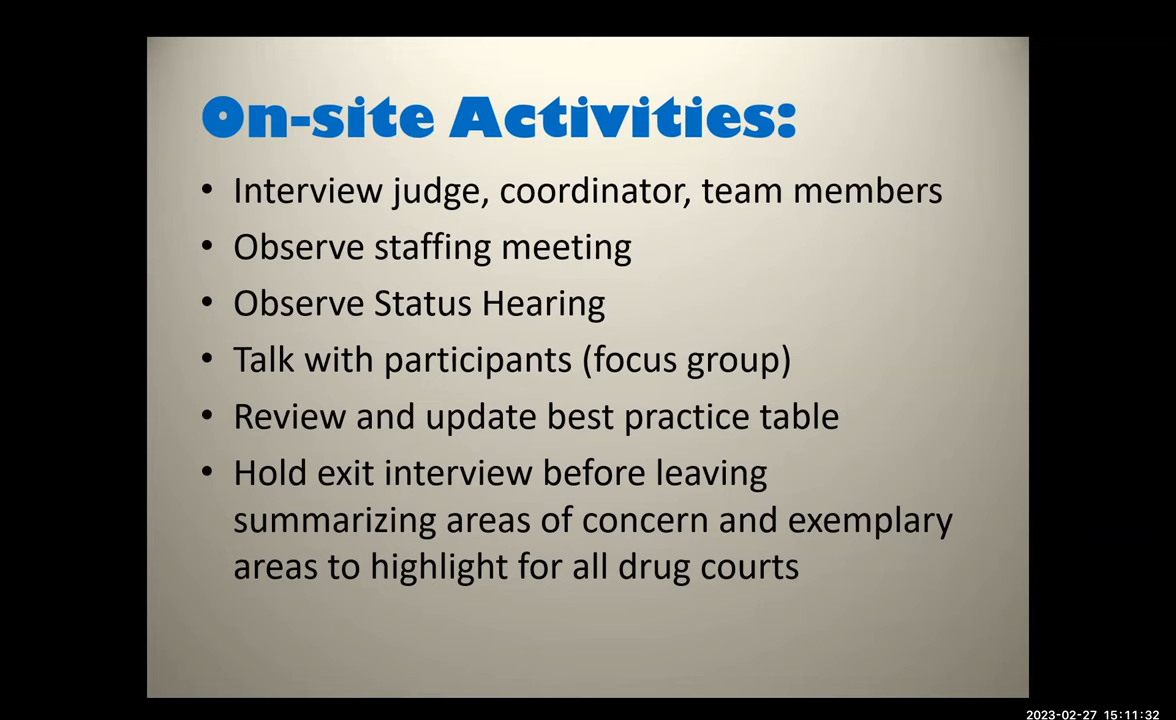 On-site Activities:
• Interview judge, coordinator, team members
• Observe staffing meeting
• Observe Status Hearing
• Talk with participants (focus group)
• Review and update best practice table
• Hold exit interview before leaving
summarizing areas of concern and exemplary
areas to highlight for all drug courts
2023-02-27 15:11:32